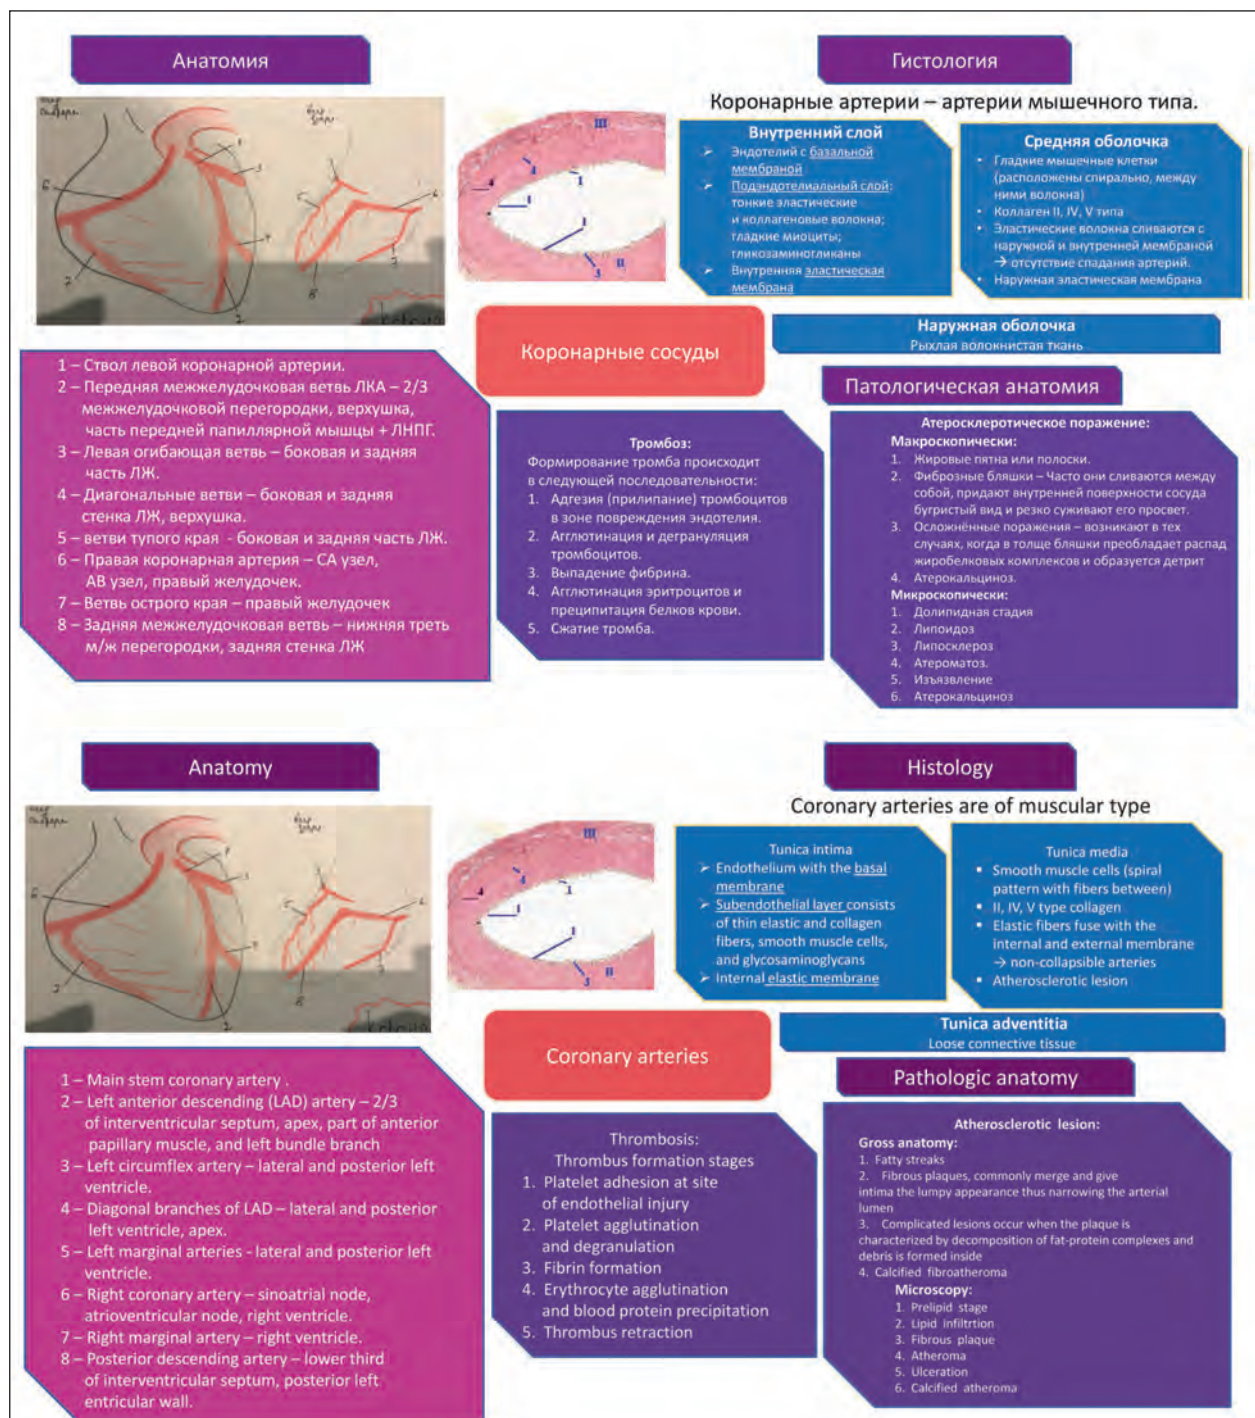 Анатомия
Гистология
Коронарные артерии – артерии мышечного типа.
Внутренний слой
Эндотелий с базальной
мембраной
Подэндотелиальный слой:
тонкие эластические
и коллагеновые волокна;
гладкие миоциты;
гликозаминогликаны
Внутренняя эластическая
мембрана
Средняя оболочка
Гладкие мышечные клетки
(расположены спирально, между
ними волокна)
Коллаген II, IV, V типа
Эластические волокна сливаются с
наружной и внутренней мембраной
→ отсутствие спадания артерий.
Наружная эластическая мембрана
III
4
1
4
1
1
3
II
Коронарные сосуды
Наружная оболочка
Рыхлая волокнистая ткань
1 – Ствол левой коронарной артерии.
2 – Передняя межжелудочковая ветвь ЛКА – 2/3
межжелудочковой перегородки, верхушка,
часть передней папиллярной мышцы + ЛНПГ.
3 – Левая огибающая ветвь – боковая и задняя
часть ЛЖ.
4 – Диагональные ветви – боковая и задняя
стенка ЛЖ, верхушка.
5 – ветви тупого края - боковая и задняя часть ЛЖ.
6 – Правая коронарная артерия – СА узел,
АВ узел, правый желудочек.
7 – Ветвь острого края – правый желудочек
8 – Задняя межжелудочковая ветвь – нижняя треть
м/ж перегородки, задняя стенка ЛЖ
Тромбоз:
Формирование тромба происходит
в следующей последовательности:
1. Адгезия (прилипание) тромбоцитов
в зоне повреждения эндотелия.
2. Агглютинация и дегрануляция
тромбоцитов.
3. Выпадение фибрина.
4. Агглютинация эритроцитов и
преципитация белков крови.
5. Сжатие тромба.
Патологическая анатомия
Атеросклеротическое поражение:
Макроскопически:
1. Жировые пятна или полоски.
2. Фиброзные бляшки – Часто они сливаются между
собой, придают внутренней поверхности сосуда
бугристый вид и резко суживают его просвет.
3. Осложнённые поражения – возникают в тех
случаях, когда в толще бляшки преобладает распад
жиробелковых комплексов и образуется детрит
4. Атерокальциноз.
Микроскопически:
1. Долипидная стадия
2. Липоидоз
3. Липосклероз
4. Атероматоз.
5. Изъязвление
6. Атерокальциноз
Anatomy
Histology
Coronary arteries are of muscular type
Tunica intima
Endothelium with the basal
membrane
Subendothelial layer consists
of thin elastic and collagen
fibers, smooth muscle cells,
and glycosaminoglycans
Internal elastic membrane
Tunica media
Smooth muscle cells (spiral
pattern with fibers between)
II, IV, V type collagen
Elastic fibers fuse with the
internal and external membrane
→ non-collapsible arteries
Atherosclerotic lesion
III
4
1
4
1
1
3
II
Coronary arteries
Tunica adventitia
Loose connective tissue
1 – Main stem coronary artery .
2 – Left anterior descending (LAD) artery – 2/3
of interventricular septum, apex, part of anterior
papillary muscle, and left bundle branch
3 – Left circumflex artery – lateral and posterior left
ventricle.
4 – Diagonal branches of LAD – lateral and posterior
left ventricle, apex.
5 – Left marginal arteries - lateral and posterior left
ventricle.
6 – Right coronary artery – sinoatrial node,
atrioventricular node, right ventricle.
7 – Right marginal artery – right ventricle.
8 – Posterior descending artery – lower third
of interventricular septum, posterior left
entricular wall.
Thrombosis:
Thrombus formation stages
1. Platelet adhesion at site
of endothelial injury
2. Platelet agglutination
and degranulation
3. Fibrin formation
4. Erythrocyte agglutination
and blood protein precipitation
5. Thrombus retraction
Pathologic anatomy
Atherosclerotic lesion:
Gross anatomy:
1. Fatty streaks
2. Fibrous plaques, commonly merge and give
intima the lumpy appearance thus narrowing the arterial
lumen
3. Complicated lesions occur when the plaque is
characterized by decomposition of fat-protein complexes and
debris is formed inside
4. Calcified fibroatheroma
Microscopy:
1. Prelipid stage
2. Lipid infiltrtion
3. Fibrous plaque
4. Atheroma
5. Ulceration
6. Calcified atheroma